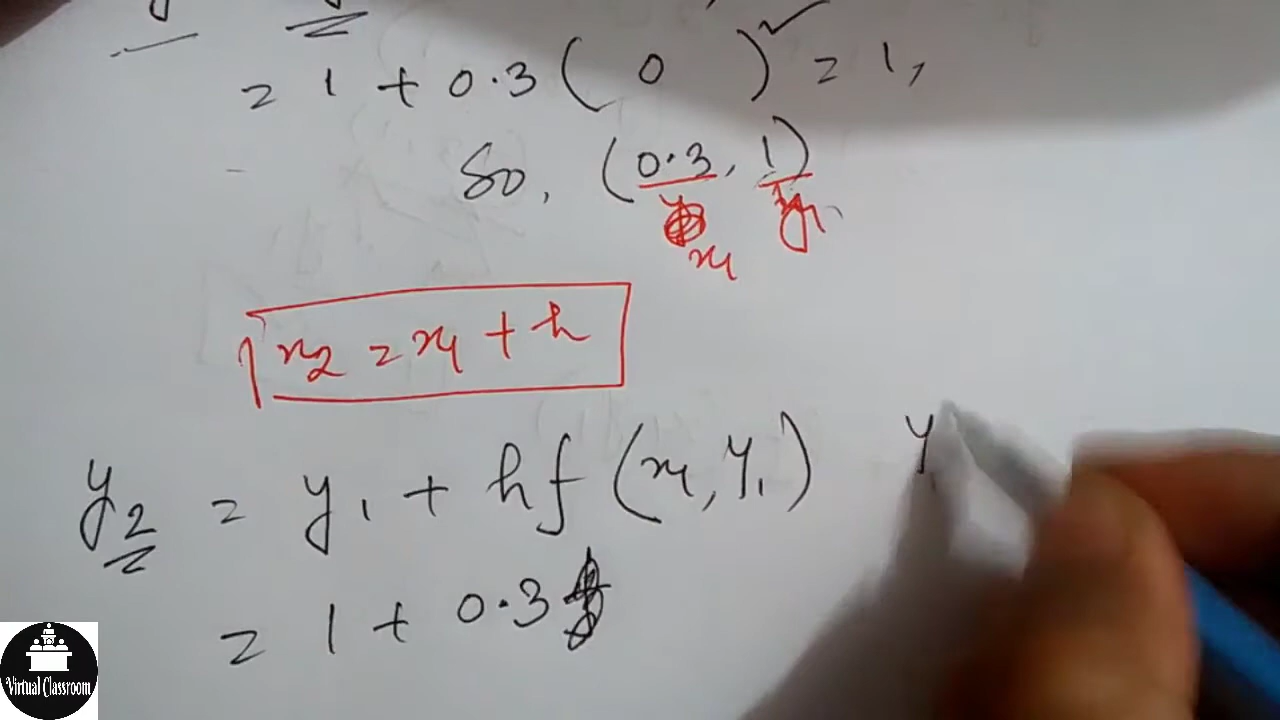 = 1 + 0.3 ( 0 ) = 1,
So, (0.3, 1)
x₁ y₁
x₂ = x₁ + h
y₂ = y₁ + hf (x₁, y₁) y
= 1 + 0.3
Virtual Classroom